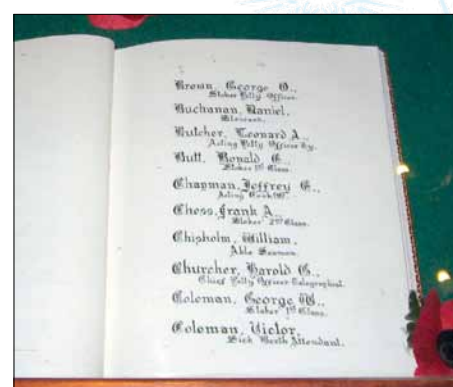 Brown, George O.,
Stoker Petty Officer.
Buchanan, Daniel,
Steward.
Butcher, Leonard A.,
Acting Petty Officer
Butt, Ronald G.,
Stoker 1st Class.
Chapman, Jeffrey
Acting Cook
Chess, Frank A.,
Stoker 2nd Class.
Chisholm, William,
Able Seaman.
Churcher, Harold G.,
Chief Petty Officer Telegraphist.
Coleman, George W.,
Stoker 1st Class.
Coleman, Victor,
Sick Berth Attendant.